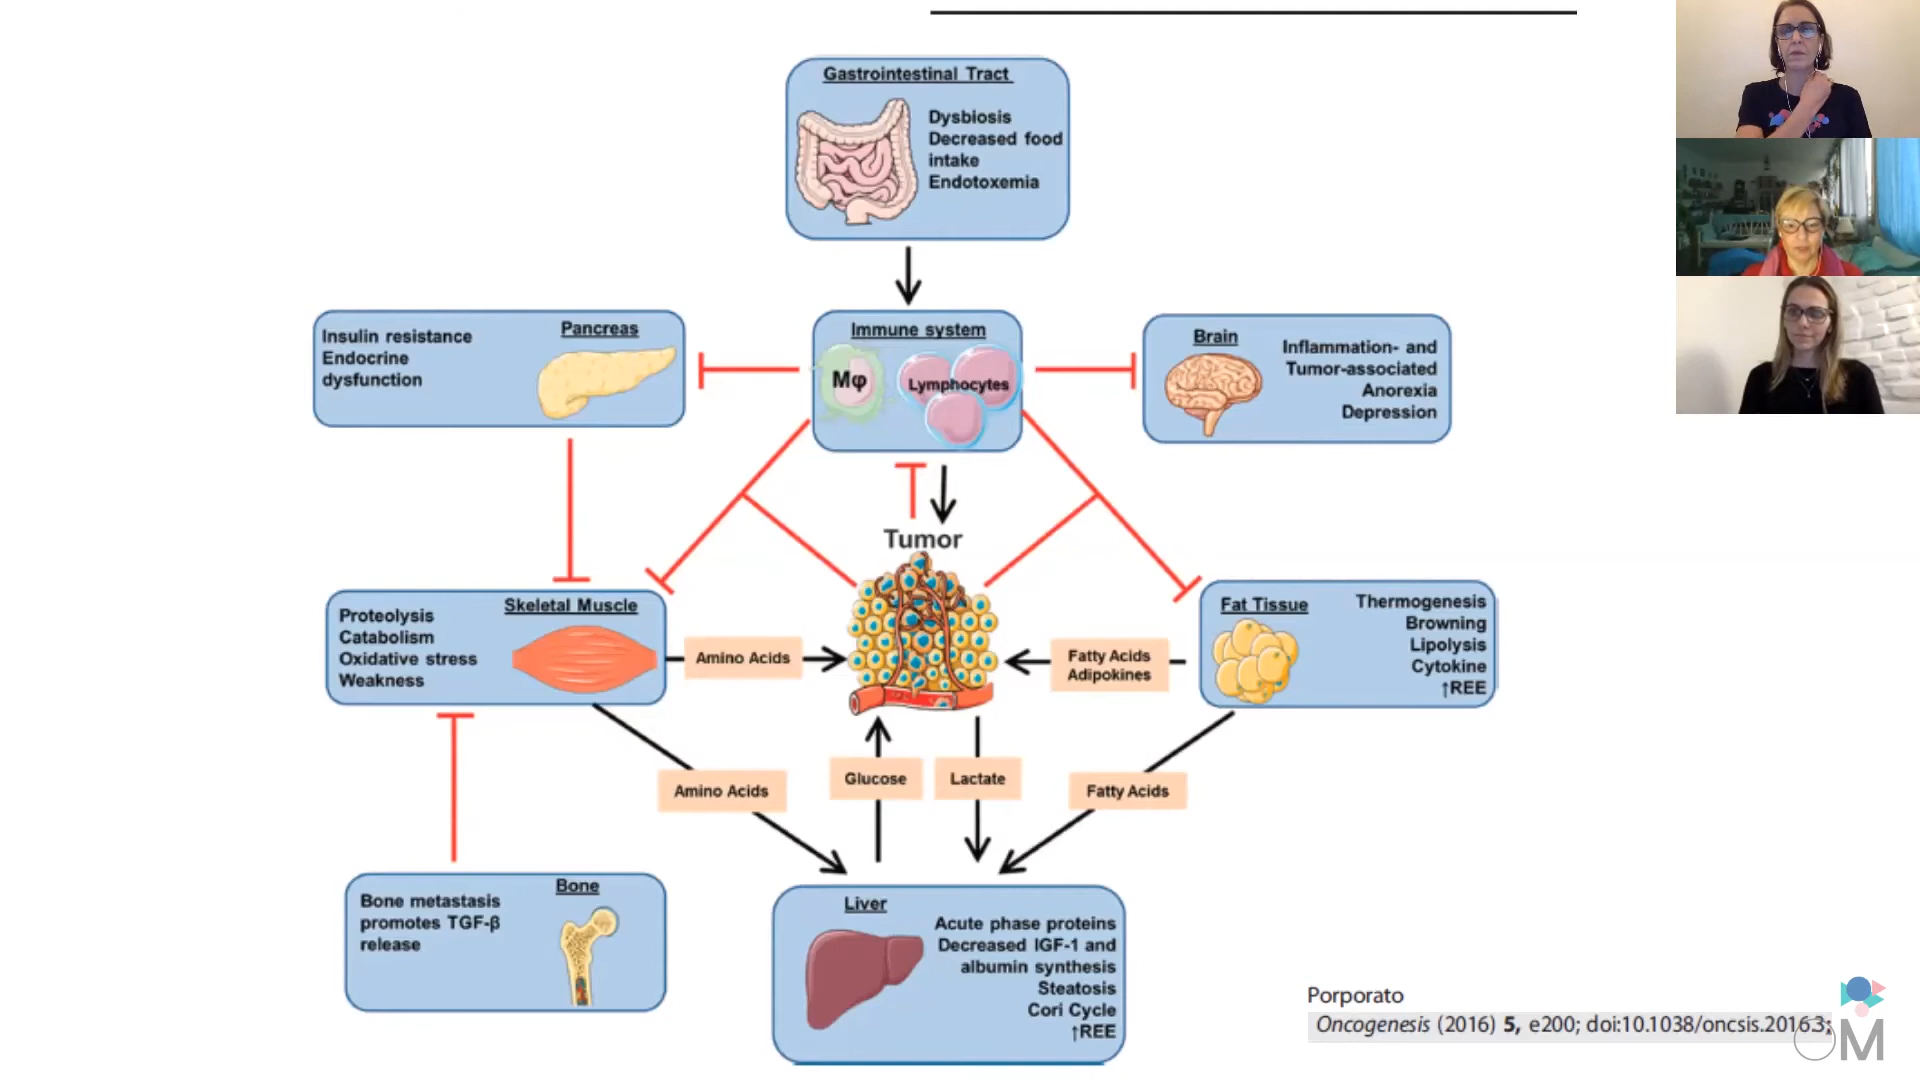 Gastrointestinal Tract
Dysbiosis
Decreased food
intake
Endotoxemia
Insulin resistance
Endocrine
dysfunction
Pancreas
Immune system
Mφ
Lymphocytes
Brain
Inflammation- and
Tumor-associated
Anorexia
Depression
Tumor
Proteolysis
Catabolism
Oxidative stress
Weakness
Skeletal Muscle
Amino Acids
Fatty Acids
Adipokines
Fat Tissue
Thermogenesis
Browning
Lipolysis
Cytokine
↑REE
Amino Acids
Glucose
Lactate
Fatty Acids
Bone metastasis
promotes TGF-β
release
Bone
Liver
Acute phase proteins
Decreased IGF-1 and
albumin synthesis
Steatosis
Cori Cycle
↑REE
Porporato
Oncogenesis (2016) 5, e200; doi:10.1038/oncsis.2016.3;
OM